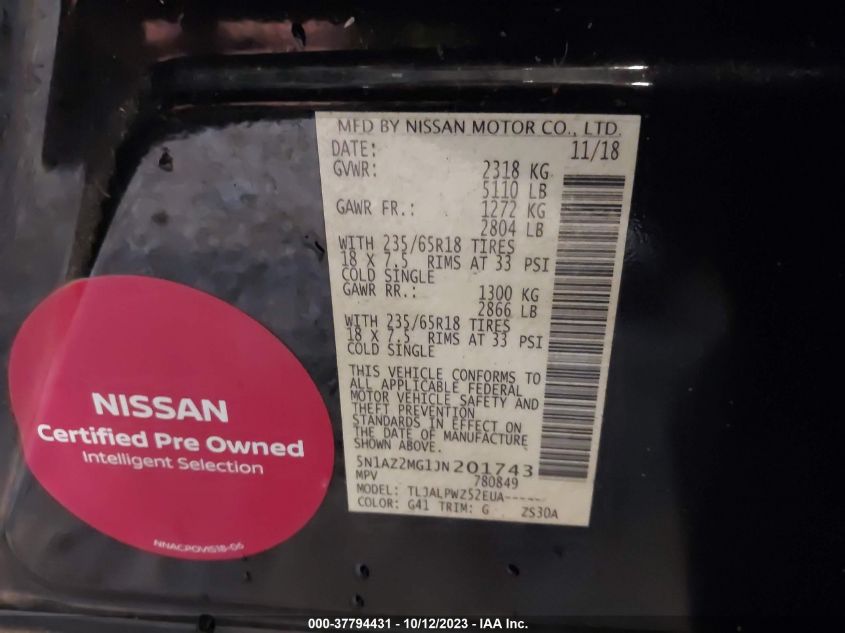 MFD BY NISSAN MOTOR CO., LTD.
DATE: 11/18
GVWR: 2318 KG
5110 LB
GAWR FR.: 1272 KG
2804 LB
WITH 235/65R18 TIRES
18 X 7.5 RIMS AT 33 PSI
COLD SINGLE
GAWR RR.: 1300 KG
2866 LB
WITH 235/65R18 TIRES
18 X 7.5 RIMS AT 33 PSI
COLD SINGLE
THIS VEHICLE CONFORMS TO
ALL APPLICABLE FEDERAL
MOTOR VEHICLE SAFETY AND
THEFT PREVENTION
STANDARDS IN EFFECT ON
THE DATE OF MANUFACTURE
SHOWN ABOVE.
5N1AZ2MG1JN201743
MPV 780849
MODEL: TLJALPWZ52EUA-----
COLOR: G41 TRIM: G ZS30A
NISSAN
Certified Pre Owned
Intelligent Selection
NNACPOVIS18-05
000-37794431 - 10/12/2023 - IAA Inc.